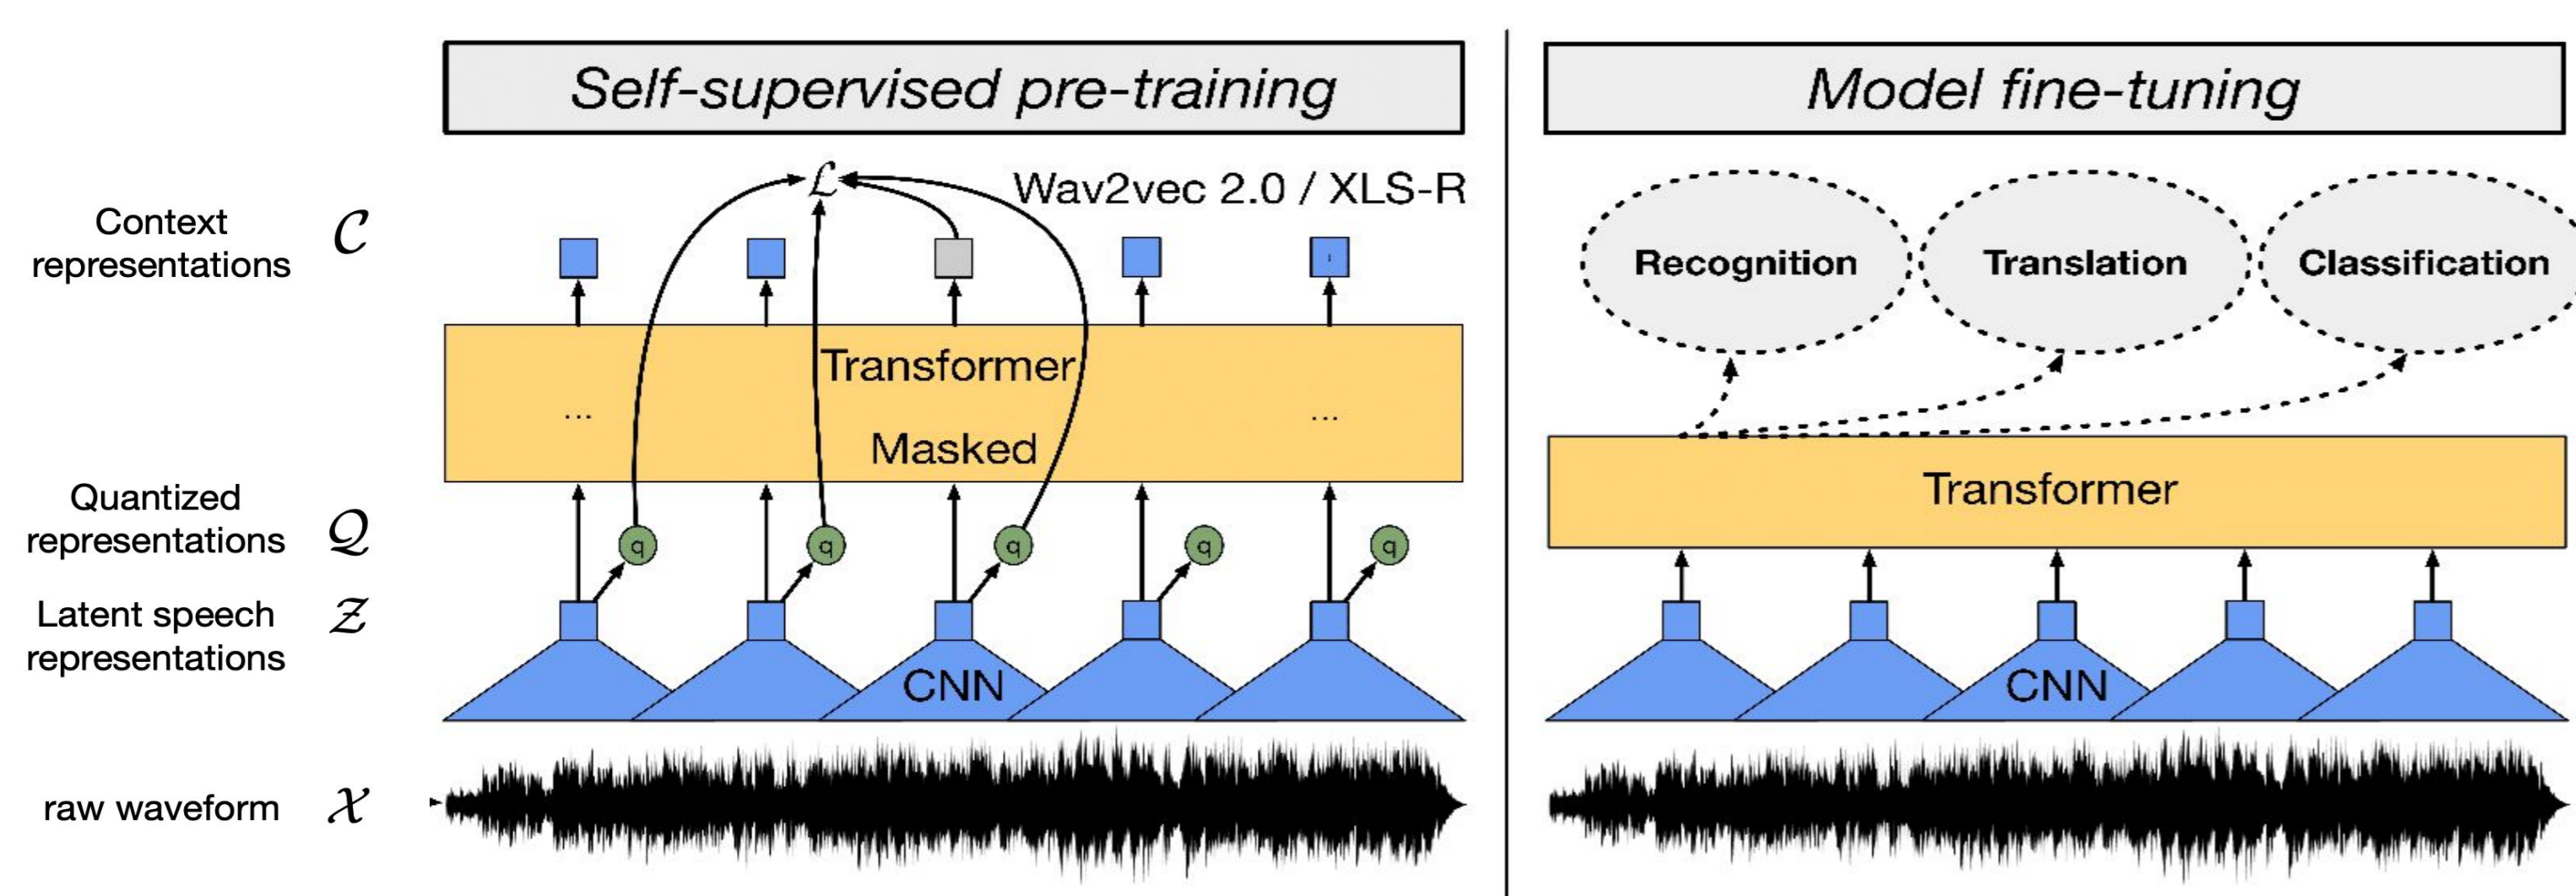 Self-supervised pre-training
Model fine-tuning
Wav2vec 2.0 / XLS-R
ℒ
Context
representations
𝒞
Recognition
Translation
Classification
Transformer
...
...
Masked
Transformer
Quantized
representations
𝒬
q
q
q
q
q
Latent speech
representations
𝒵
CNN
CNN
raw waveform
𝒳